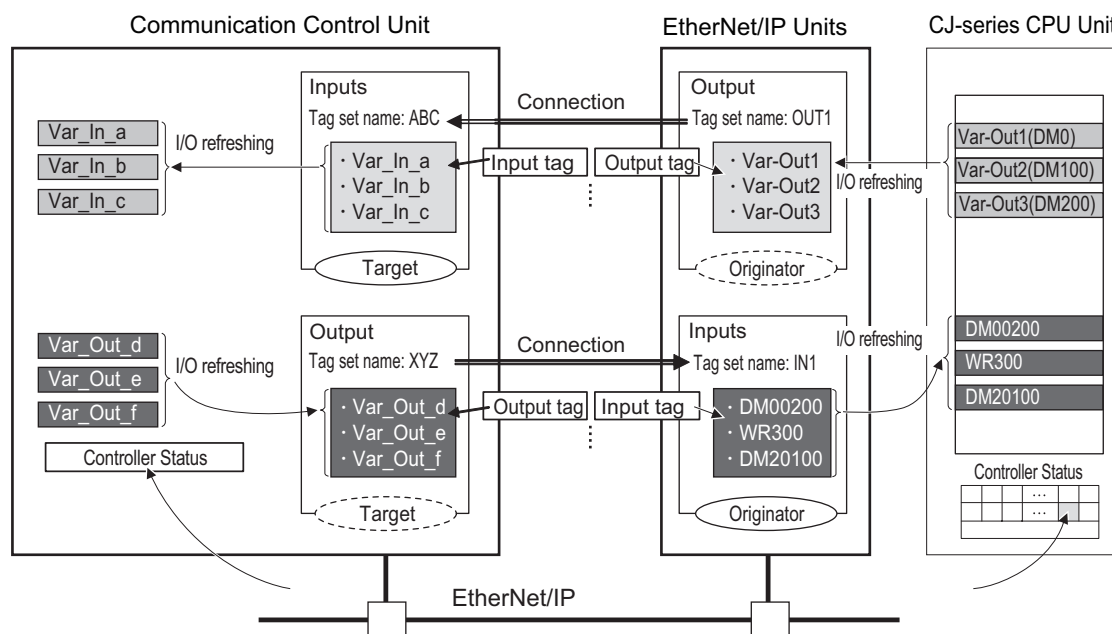 Communication Control Unit
EtherNet/IP Units
CJ-series CPU Unit
Inputs
Tag set name: ABC
Connection
Output
Tag set name: OUT1
Var_In_a
Var_In_b
Var_In_c
I/O refreshing
· Var_In_a
· Var_In_b
· Var_In_c
Input tag
Output tag
⋮
· Var-Out1
· Var-Out2
· Var-Out3
I/O refreshing
Var-Out1(DM0)
Var-Out2(DM100)
Var-Out3(DM200)
Target
Originator
Output
Tag set name: XYZ
Connection
Inputs
Tag set name: IN1
I/O refreshing
Var_Out_d
Var_Out_e
Var_Out_f
I/O refreshing
· Var_Out_d
· Var_Out_e
· Var_Out_f
Output tag
Input tag
⋮
· DM00200
· WR300
· DM20100
DM00200
WR300
DM20100
Controller Status
Target
Originator
Controller Status
...
...
EtherNet/IP